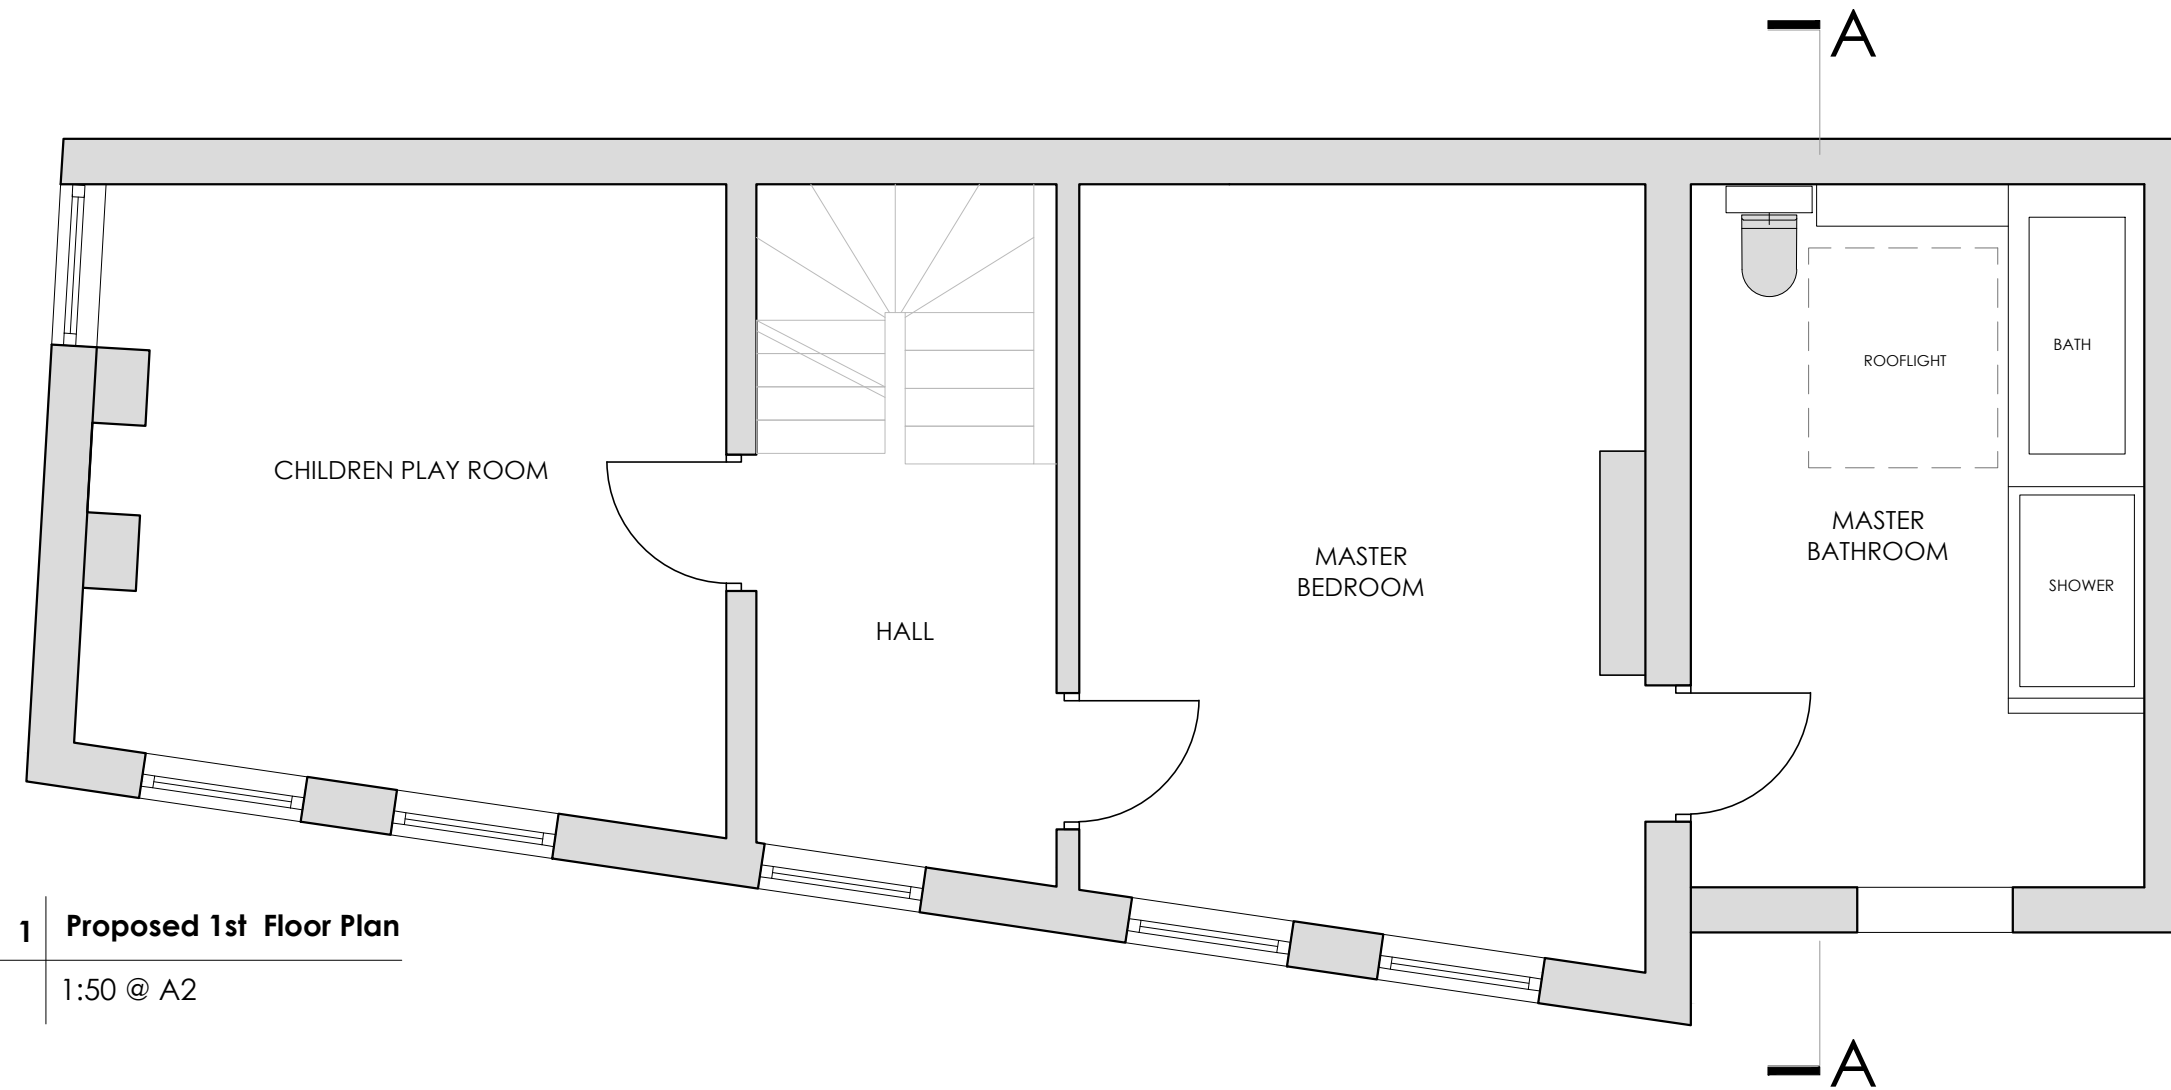 A
CHILDREN PLAY ROOM
HALL
MASTER
BEDROOM
ROOFLIGHT
BATH
MASTER
BATHROOM
SHOWER
1
Proposed 1st  Floor Plan
1:50 @ A2
A